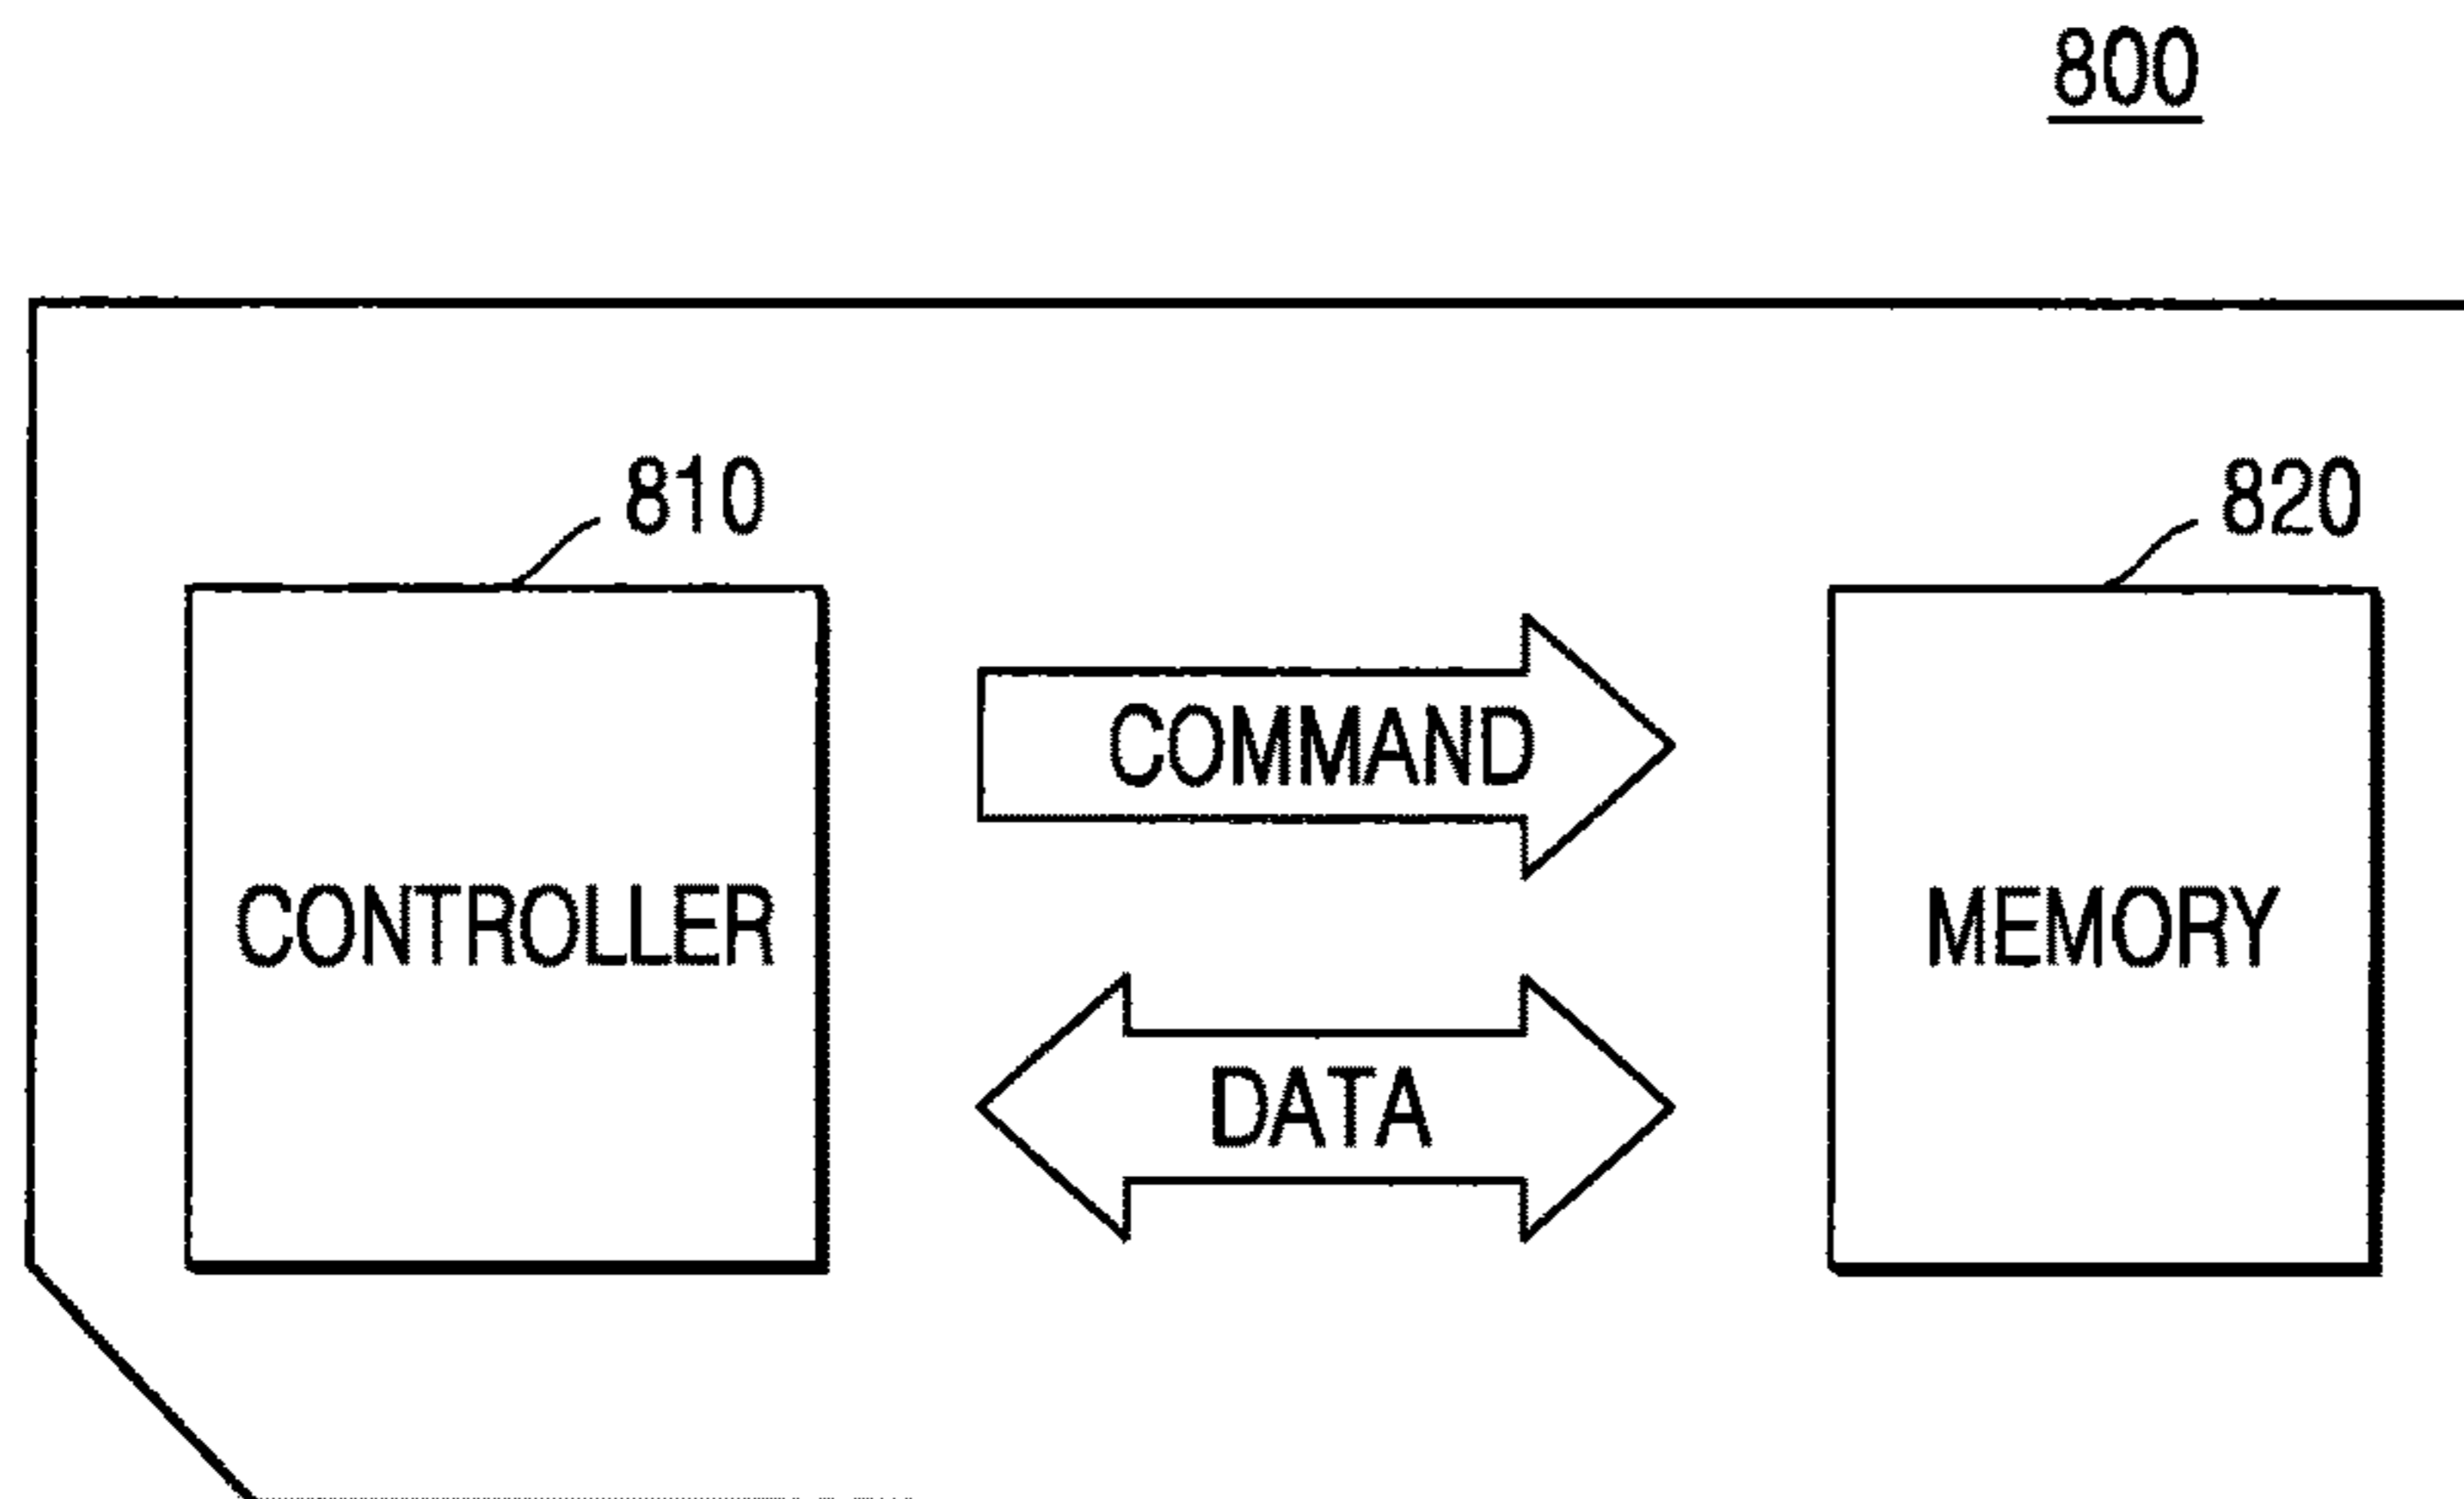 800
810
820
COMMAND
CONTROLLER
MEMORY
DATA